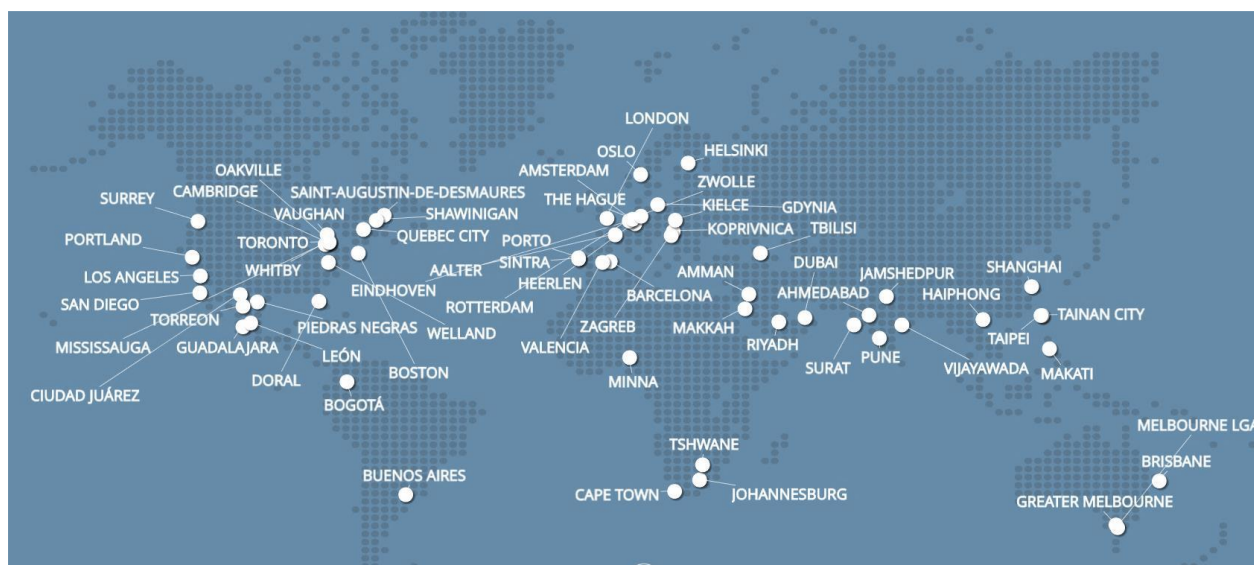 LONDON
OSLO
HELSINKI
OAKVILLE
AMSTERDAM
ZWOLLE
CAMBRIDGE
SAINT-AUGUSTIN-DE-DESMAURES
THE HAGUE
KIELCE
GDYNIA
SURREY
VAUGHAN
SHAWINIGAN
QUEBEC CITY
KOPRIVNICA
TBILISI
PORTLAND
TORONTO
PORTO
SINTRA
DUBAI
LOS ANGELES
WHITBY
AALTER
HEERLEN
AMMAN
JAMSHEDPUR
SHANGHAI
EINDHOVEN
BARCELONA
AHMEDABAD
HAIPHONG
SAN DIEGO
ROTTERDAM
TORREON
PIEDRAS NEGRAS
WELLAND
ZAGREB
MAKKAH
TAINAN CITY
MISSISSAUGA
GUADALAJARA
LEÓN
VALENCIA
RIYADH
TAIPEI
SURAT
PUNE
VIJAYAWADA
MAKATI
CIUDAD JUÁREZ
DORAL
BOSTON
MINNA
BOGOTÁ
MELBOURNE LGA
TSHWANE
BRISBANE
BUENOS AIRES
CAPE TOWN
JOHANNESBURG
GREATER MELBOURNE